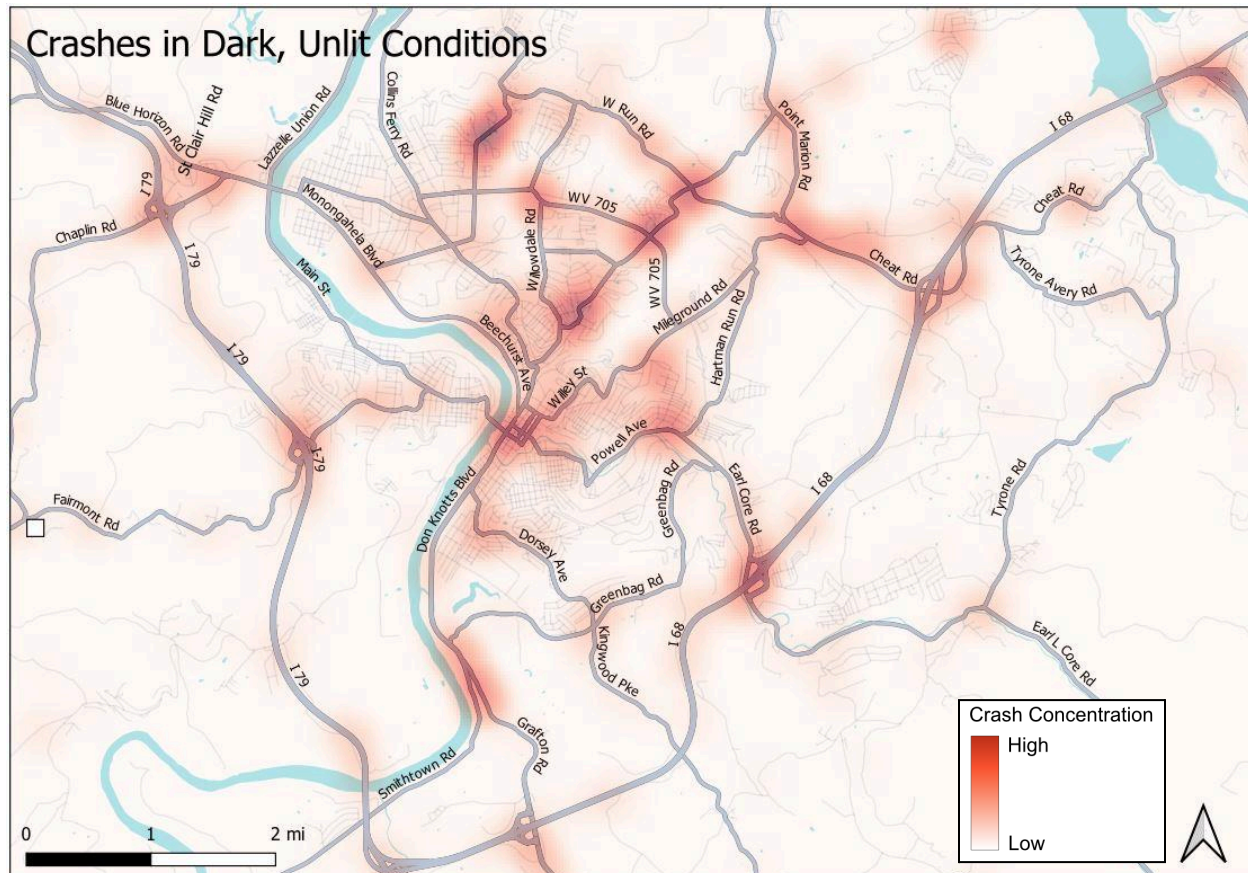 Crashes in Dark, Unlit Conditions
Blue Horizon Rd
St Clair Hill Rd
Lazzelle Union Rd
Collins Ferry Rd
W Run Rd
Point Marion Rd
I 68
I 79
Chaplin Rd
I 79
Monongahela Blvd
WV 705
Willowdale Rd
Cheat Rd
Tyrone Avery Rd
Cheat Rd
Main St
WV 705
Mileground Rd
Hartman Run Rd
Beechurst Ave
I 79
Willey St
I-79
Powell Ave
Greenbag Rd
Earl Core Rd
I 68
Tyrone Rd
Fairmont Rd
Don Knotts Blvd
Dorsey Ave
Greenbag Rd
Kingwood Pke
I 68
Earl L Core Rd
I 79
Grafton Rd
Smithtown Rd
Crash Concentration
High
Low
0 1 2 mi